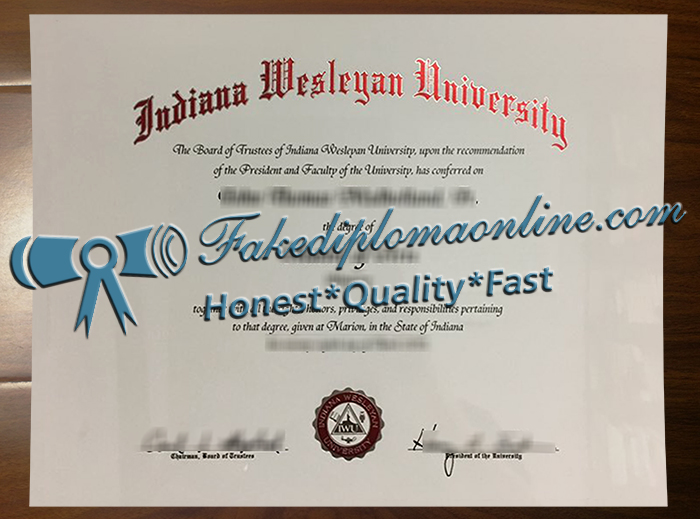 Indiana Wesleyan University
The Board of Trustees of Indiana Wesleyan University, upon the recommendation
of the President and Faculty of the University, has conferred on
the degree of
Fakediplomaonline.com
Honest*Quality*Fast
honors, privileges, and responsibilities pertaining
to that degree, given at Marion, in the State of Indiana
INDIANA WESLEYAN UNIVERSITY
IWU
Chairman, Board of Trustees
President of the University